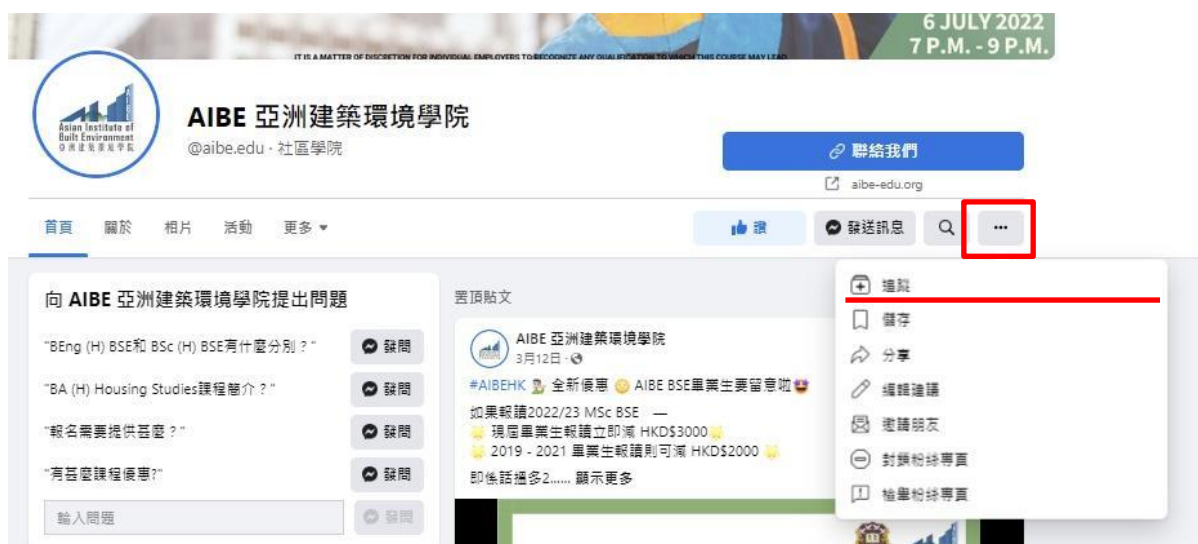 6 JULY 2022
7 P.M. - 9 P.M.
IT IS A MATTER OF DISCRETION FOR INDIVIDUAL EMPLOYERS TO RECOGNIZE ANY QUALIFICATION TO WHICH THIS COURSE MAY LEAD
Asian Institute of
Built Environment
亞洲建築環境學院
AIBE 亞洲建築環境學院
@aibe.edu · 社區學院
聯絡我們
aibe-edu.org
首頁 關於 相片 活動 更多
讚 發送訊息
追蹤
儲存
分享
編輯建議
邀請朋友
封鎖粉絲專頁
檢舉粉絲專頁
向 AIBE 亞洲建築環境學院提出問題
"BEng (H) BSE和 BSc (H) BSE有什麼分別？" 發問
"BA (H) Housing Studies課程簡介？" 發問
"報名需要提供甚麼？" 發問
"有甚麼課程優惠?" 發問
輸入問題 發問
置頂貼文
AIBE 亞洲建築環境學院
3月12日 ·
#AIBEHK 全新優惠 AIBE BSE畢業生要留意啦
如果報讀2022/23 MSc BSE —
現屆畢業生報讀立即減 HKD$3000
2019 - 2021 畢業生報讀則可減 HKD$2000
即係話搵多2...... 顯示更多